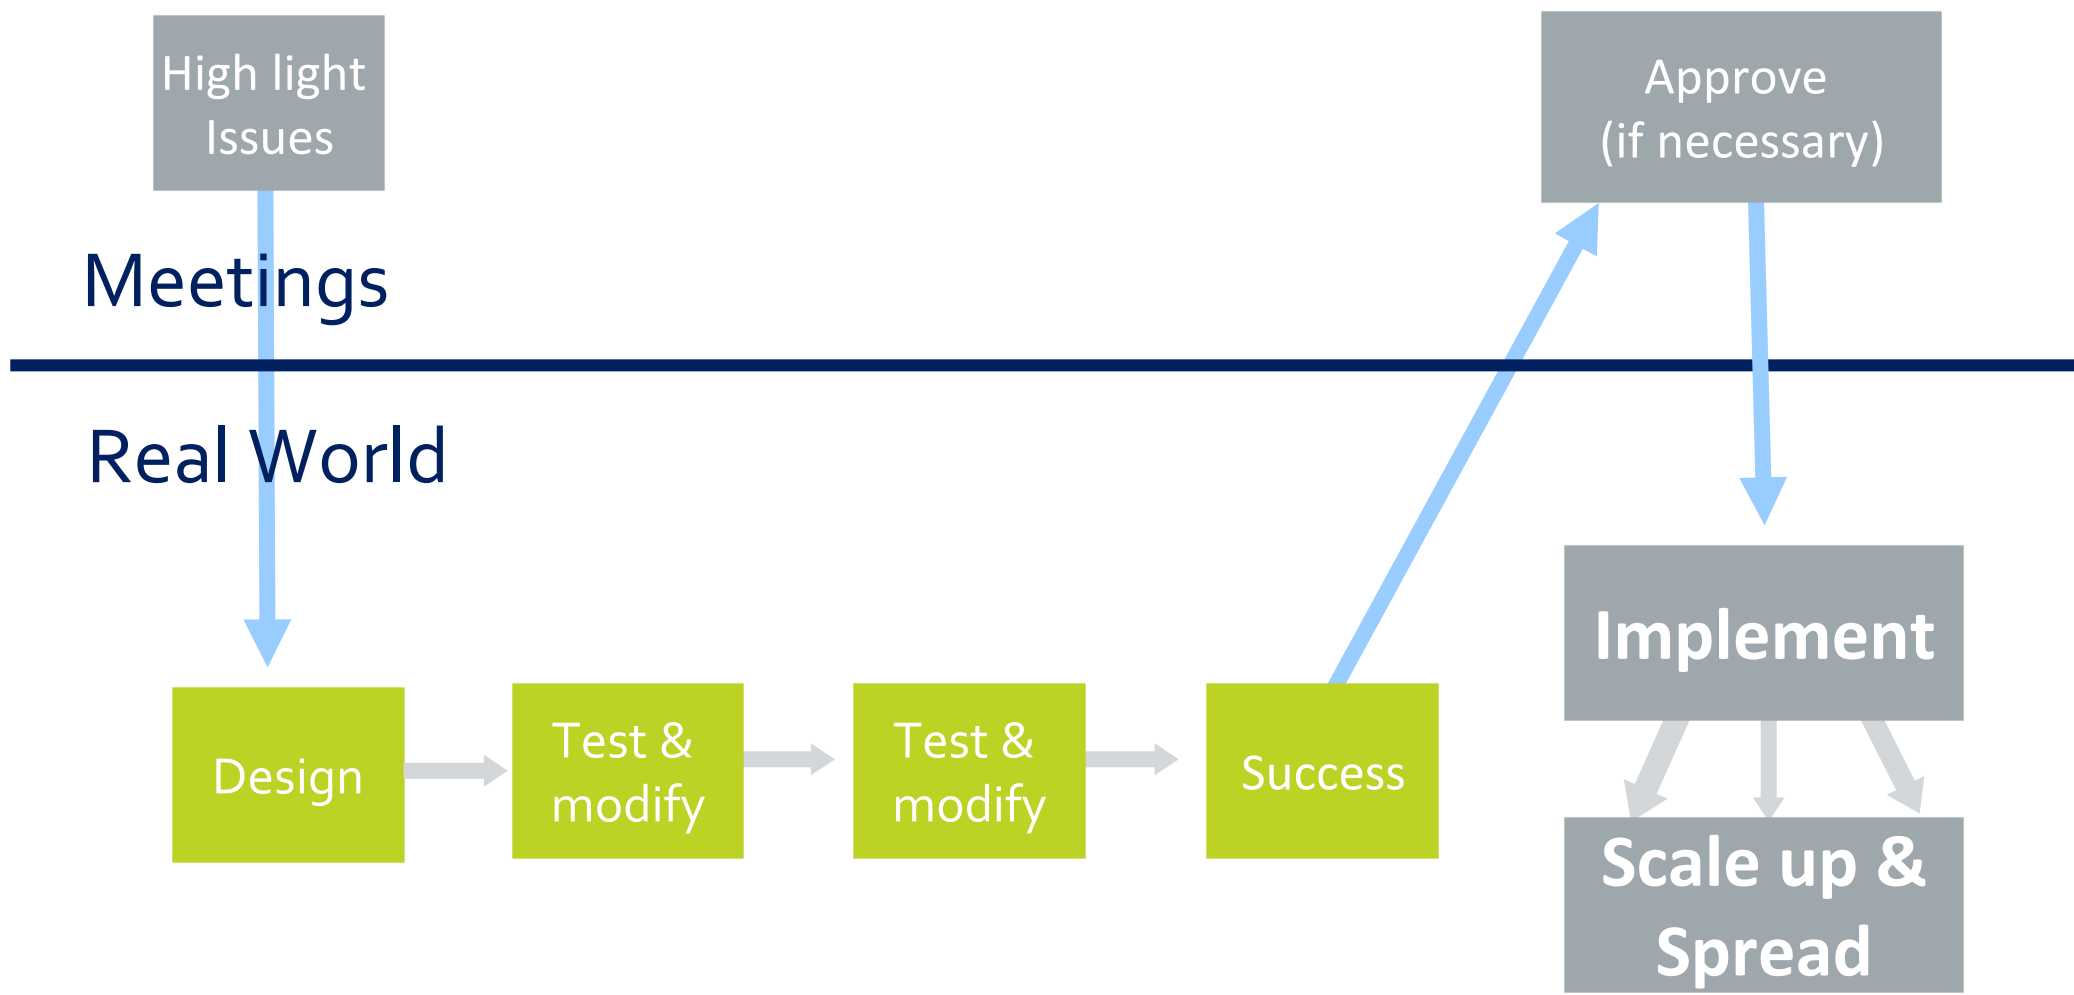 High light
Issues
Approve
(if necessary)
Meetings
Real World
Design
Test &
modify
Test &
modify
Success
Implement
Scale up &
Spread